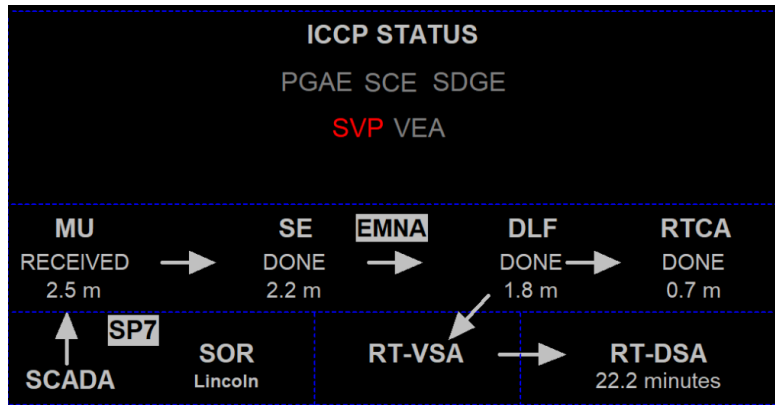 ICCP STATUS
PGAE SCE SDGE
SVP VEA
MU SE EMNA DLF RTCA
RECEIVED DONE DONE DONE
2.5 m 2.2 m 1.8 m 0.7 m
SP7
SOR RT-VSA RT-DSA
SCADA Lincoln 22.2 minutes